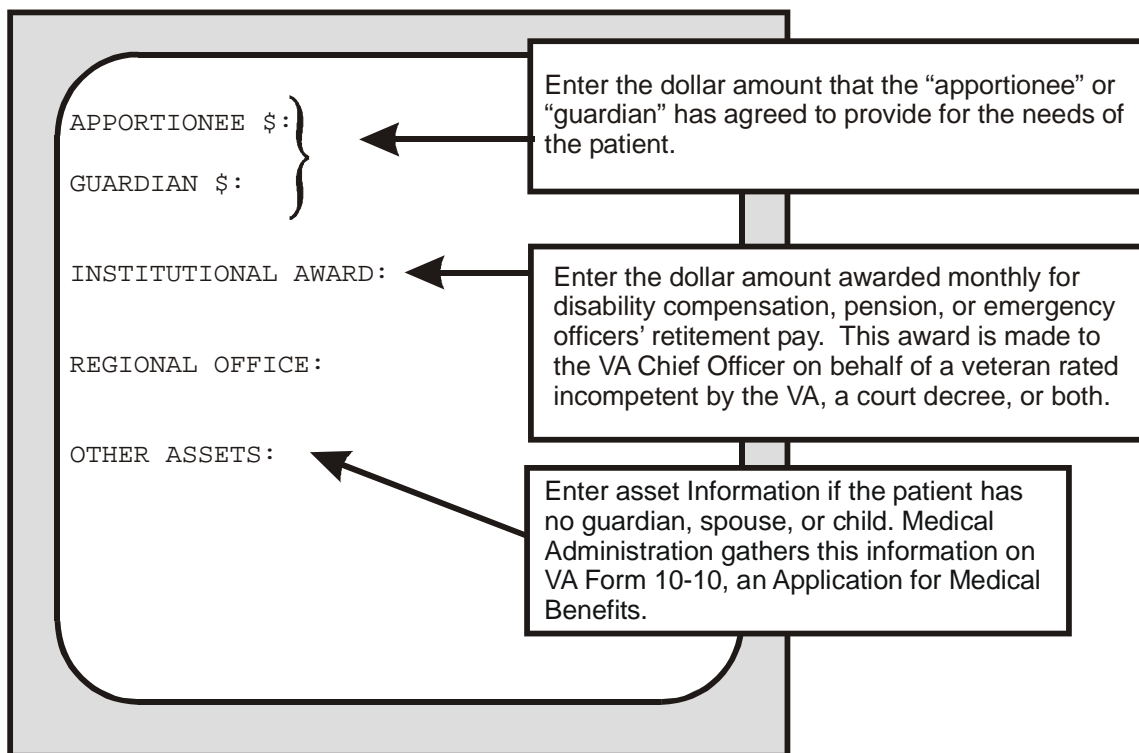 APPORTIONEE $:
GUARDIAN $:
Enter the dollar amount that the “apportionee” or
“guardian” has agreed to provide for the needs of
the patient.
INSTITUTIONAL AWARD:
Enter the dollar amount awarded monthly for
disability compensation, pension, or emergency
officers’ retitement pay.  This award is made to
the VA Chief Officer on behalf of a veteran rated
incompetent by the VA, a court decree, or both.
REGIONAL OFFICE:
OTHER ASSETS:
Enter asset Information if the patient has
no guardian, spouse, or child. Medical
Administration gathers this information on
VA Form 10-10, an Application for Medical
Benefits.